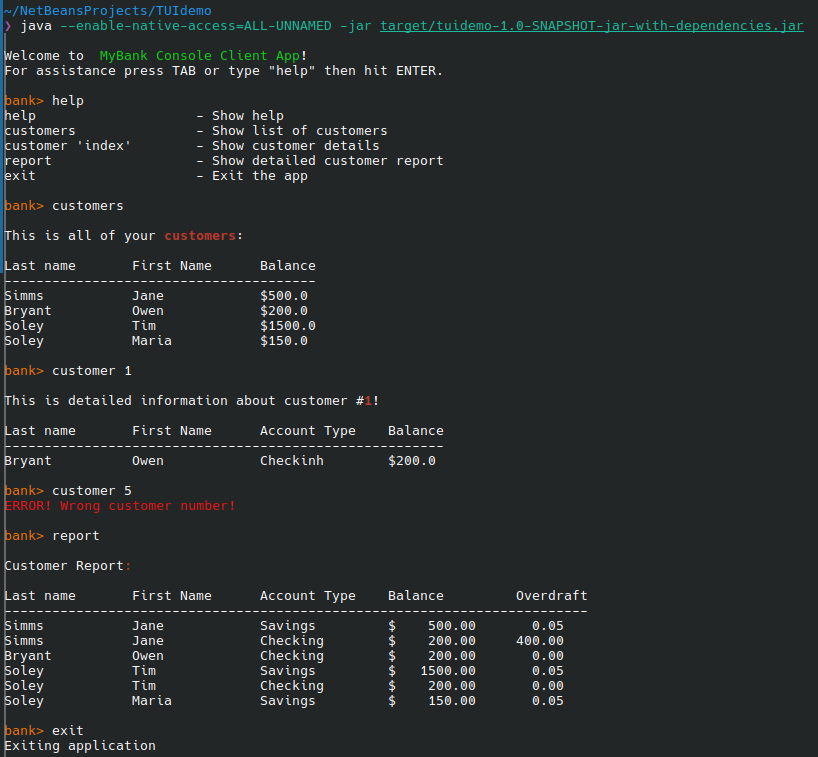 ~/NetBeansProjects/TUIdemo
❯ java --enable-native-access=ALL-UNNAMED -jar target/tuidemo-1.0-SNAPSHOT-jar-with-dependencies.jar
Welcome to  MyBank Console Client App!
For assistance press TAB or type "help" then hit ENTER.
bank> help
help                    - Show help
customers               - Show list of customers
customer 'index'        - Show customer details
report                  - Show detailed customer report
exit                    - Exit the app
bank> customers
This is all of your customers:
Last name       First Name      Balance
---------------------------------------
Simms           Jane            $500.0
Bryant          Owen            $200.0
Soley           Tim             $1500.0
Soley           Maria           $150.0
bank> customer 1
This is detailed information about customer #1!
Last name       First Name      Account Type    Balance
-------------------------------------------------------
Bryant          Owen            Checkinh        $200.0
bank> customer 5
ERROR! Wrong customer number!
bank> report
Customer Report:
Last name       First Name      Account Type    Balance         Overdraft
-------------------------------------------------------------------------
Simms           Jane            Savings         $    500.00       0.05
Simms           Jane            Checking        $    200.00     400.00
Bryant          Owen            Checking        $    200.00       0.00
Soley           Tim             Savings         $   1500.00       0.05
Soley           Tim             Checking        $    200.00       0.00
Soley           Maria           Savings         $    150.00       0.05
bank> exit
Exiting application